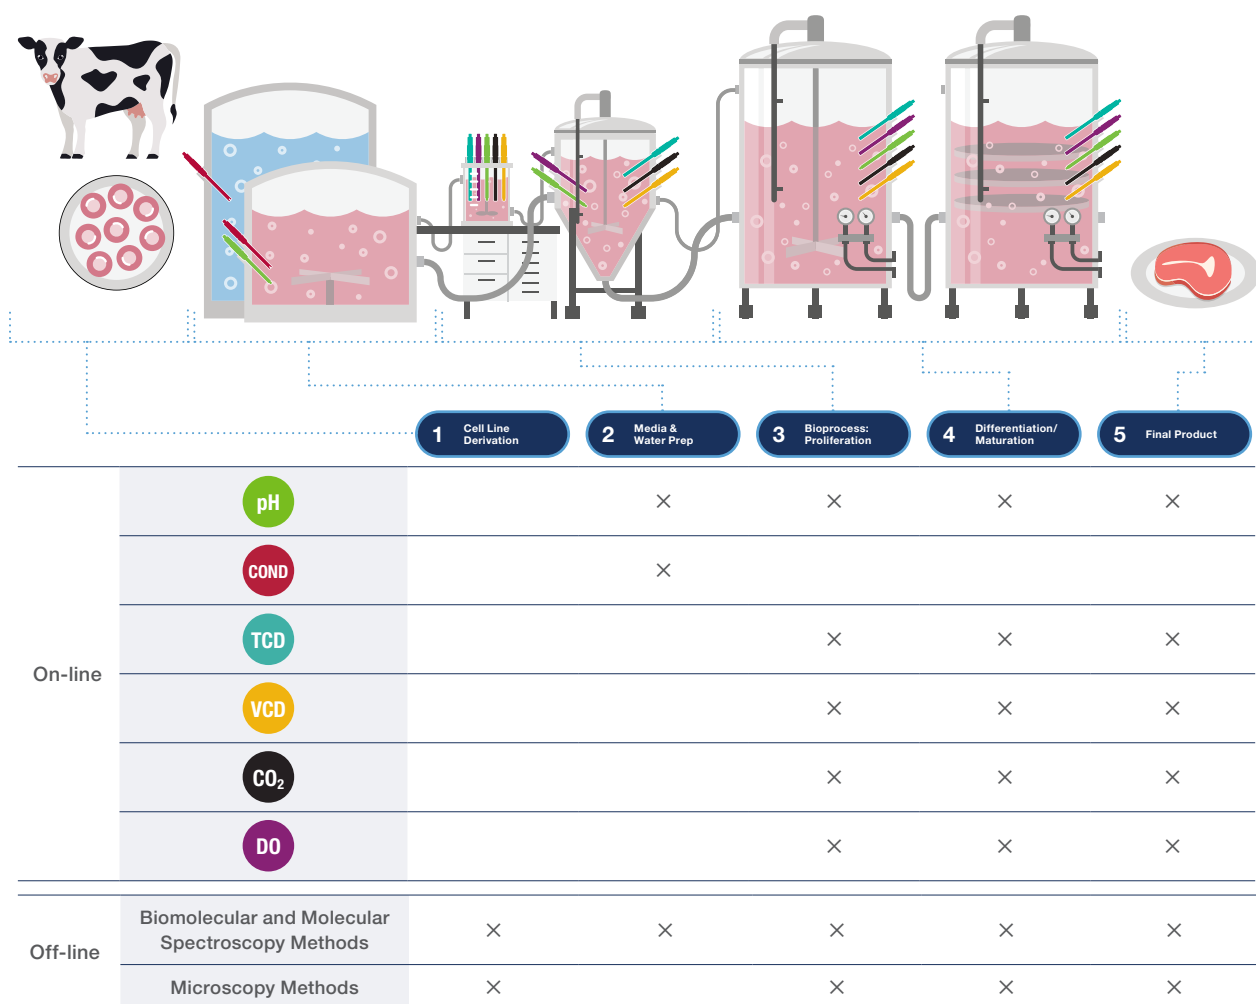 1 Cell Line
Derivation
2 Media &
Water Prep
3 Bioprocess:
Proliferation
4 Differentiation/
Maturation
5 Final Product
On-line
pH × × × ×
COND ×
TCD × × ×
VCD × × ×
CO₂ × × ×
DO × × ×
Off-line
Biomolecular and Molecular
Spectroscopy Methods × × × × ×
Microscopy Methods × × × ×